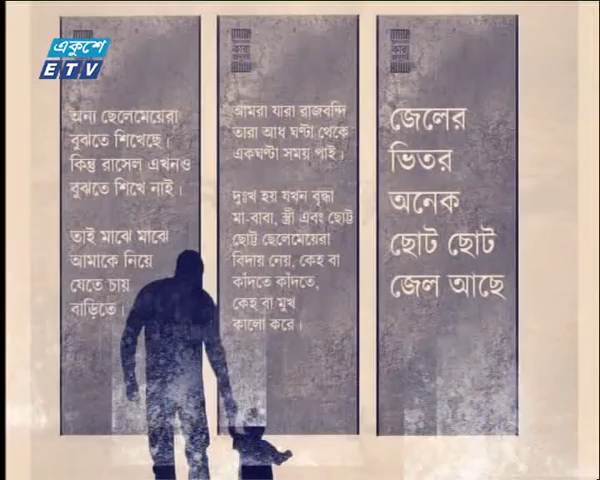 একুশে
ETV
অন্য ছেলেমেয়েরা
বুঝতে শিখেছে।
কিন্তু রাসেল এখনও
বুঝতে শিখে নাই।
তাই মাঝে মাঝে
আমাকে নিয়ে
যেতে চায়
বাড়িতে।
আমরা যারা রাজবন্দি
তারা আধ ঘণ্টা থেকে
একঘণ্টা সময় পাই।
দুঃখ হয় যখন বৃদ্ধা
মা-বাবা, স্ত্রী এবং ছোট্ট
ছোট্ট ছেলেমেয়েরা
বিদায় নেয়, কেহ বা
কাঁদতে কাঁদতে,
কেহ বা মুখ
কালো করে।
জেলের
ভিতর
অনেক
ছোট ছোট
জেল আছে